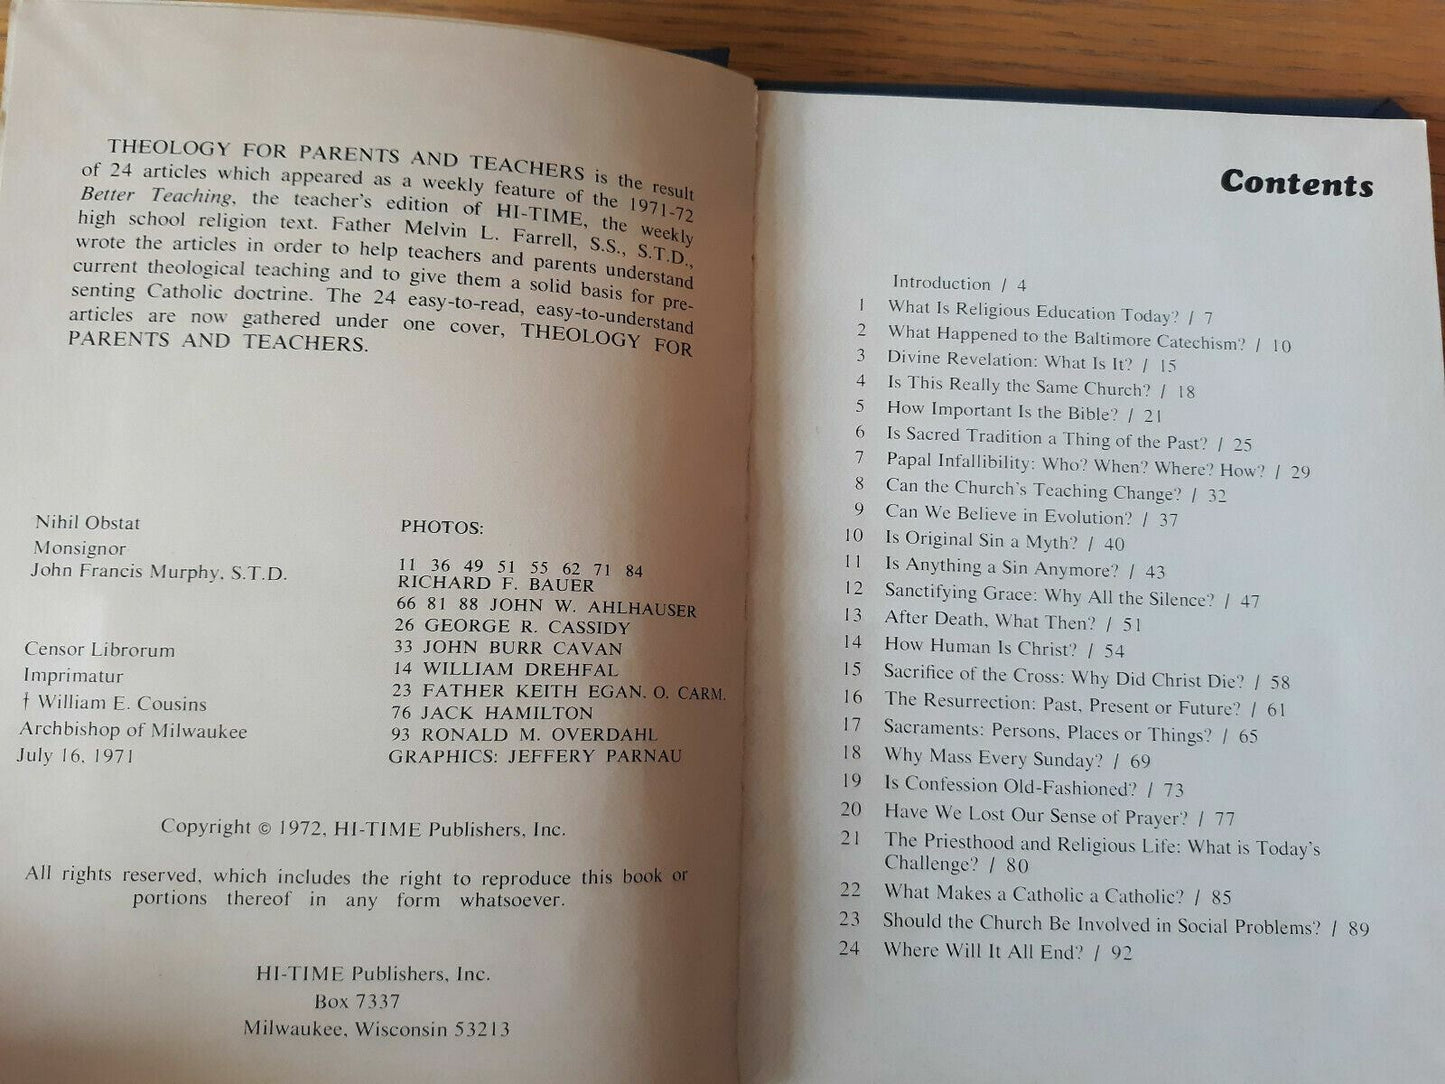 THEOLOGY FOR PARENTS AND TEACHERS is the result
of 24 articles which appeared as a weekly feature of the 1971-72
Better Teaching, the teacher's edition of HI-TIME, the weekly
high school religion text. Father Melvin L. Farrell, S.S., S.T.D.,
wrote the articles in order to help teachers and parents understand
current theological teaching and to give them a solid basis for pre-
senting Catholic doctrine. The 24 easy-to-read, easy-to-understand
articles are now gathered under one cover, THEOLOGY FOR
PARENTS AND TEACHERS.
Nihil Obstat
Monsignor
John Francis Murphy, S.T.D.
Censor Librorum
Imprimatur
† William E. Cousins
Archbishop of Milwaukee
July 16, 1971
PHOTOS:
11 36 49 51 55 62 71 84
RICHARD F. BAUER
66 81 88 JOHN W. AHLHAUSER
26 GEORGE R. CASSIDY
33 JOHN BURR CAVAN
14 WILLIAM DREHFAL
23 FATHER KEITH EGAN, O. CARM.
76 JACK HAMILTON
93 RONALD M. OVERDAHL
GRAPHICS: JEFFERY PARNAU
Copyright © 1972, HI-TIME Publishers, Inc.
All rights reserved, which includes the right to reproduce this book or
portions thereof in any form whatsoever.
HI-TIME Publishers, Inc.
Box 7337
Milwaukee, Wisconsin 53213
Contents
Introduction / 4
1 What Is Religious Education Today? / 7
2 What Happened to the Baltimore Catechism? / 10
3 Divine Revelation: What Is It? / 15
4 Is This Really the Same Church? / 18
5 How Important Is the Bible? / 21
6 Is Sacred Tradition a Thing of the Past? / 25
7 Papal Infallibility: Who? When? Where? How? / 29
8 Can the Church's Teaching Change? / 32
9 Can We Believe in Evolution? / 37
10 Is Original Sin a Myth? / 40
11 Is Anything a Sin Anymore? / 43
12 Sanctifying Grace: Why All the Silence? / 47
13 After Death, What Then? / 51
14 How Human Is Christ? / 54
15 Sacrifice of the Cross: Why Did Christ Die? / 58
16 The Resurrection: Past, Present or Future? / 61
17 Sacraments: Persons, Places or Things? / 65
18 Why Mass Every Sunday? / 69
19 Is Confession Old-Fashioned? / 73
20 Have We Lost Our Sense of Prayer? / 77
21 The Priesthood and Religious Life: What is Today's
Challenge? / 80
22 What Makes a Catholic a Catholic? / 85
23 Should the Church Be Involved in Social Problems? / 89
24 Where Will It All End? / 92